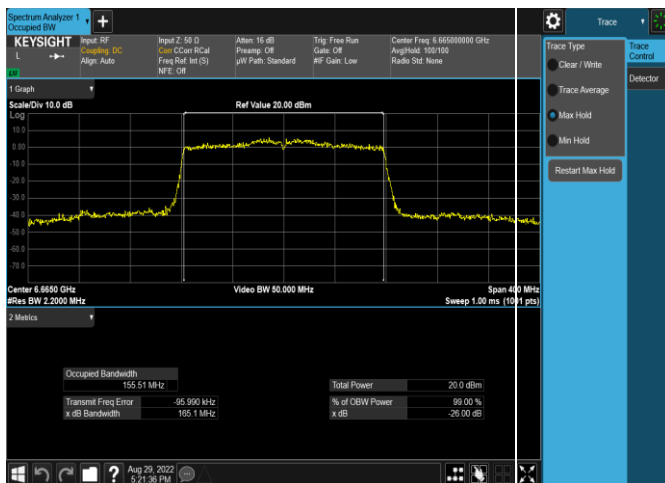 Spectrum Analyzer 1
Occupied BW
Trace
KEYSIGHT
L
Input: RF
Coupling: DC
Align: Auto
Input Z: 50 Ω
Corr CCorr RCal
Freq Ref: Int (S)
NFE: Off
Atten: 16 dB
Preamp: Off
µW Path: Standard
Trig: Free Run
Gate: Off
#IF Gain: Low
Center Freq: 6.665000000 GHz
Avg|Hold: 100/100
Radio Std: None
1 Graph
Scale/Div 10.0 dB
Ref Value 20.00 dBm
Log
10.0
0.00
-10.0
-20.0
-30.0
-40.0
-50.0
-60.0
-70.0
Center 6.6650 GHz
#Res BW 2.2000 MHz
Video BW 50.000 MHz
Span 400 MHz
Sweep 1.00 ms (1001 pts)
2 Metrics
Occupied Bandwidth
155.51 MHz
Transmit Freq Error -95.990 kHz
x dB Bandwidth 165.1 MHz
Total Power 20.0 dBm
% of OBW Power 99.00 %
x dB -26.00 dB
Aug 29, 2022
5:21:36 PM
Trace Type
Clear / Write
Trace Average
Max Hold
Min Hold
Restart Max Hold
Trace
Control
Detector